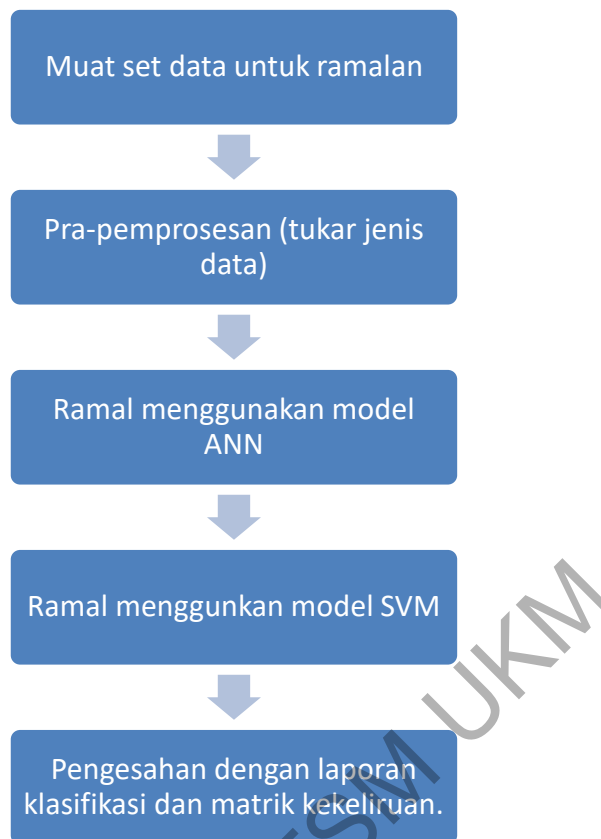 Muat set data untuk ramalan
Pra-pemprosesan (tukar jenis
data)
Ramal menggunakan model
ANN
Ramal menggunkan model SVM
Pengesahan dengan laporan
klasifikasi dan matrik kekeliruan.
UKM